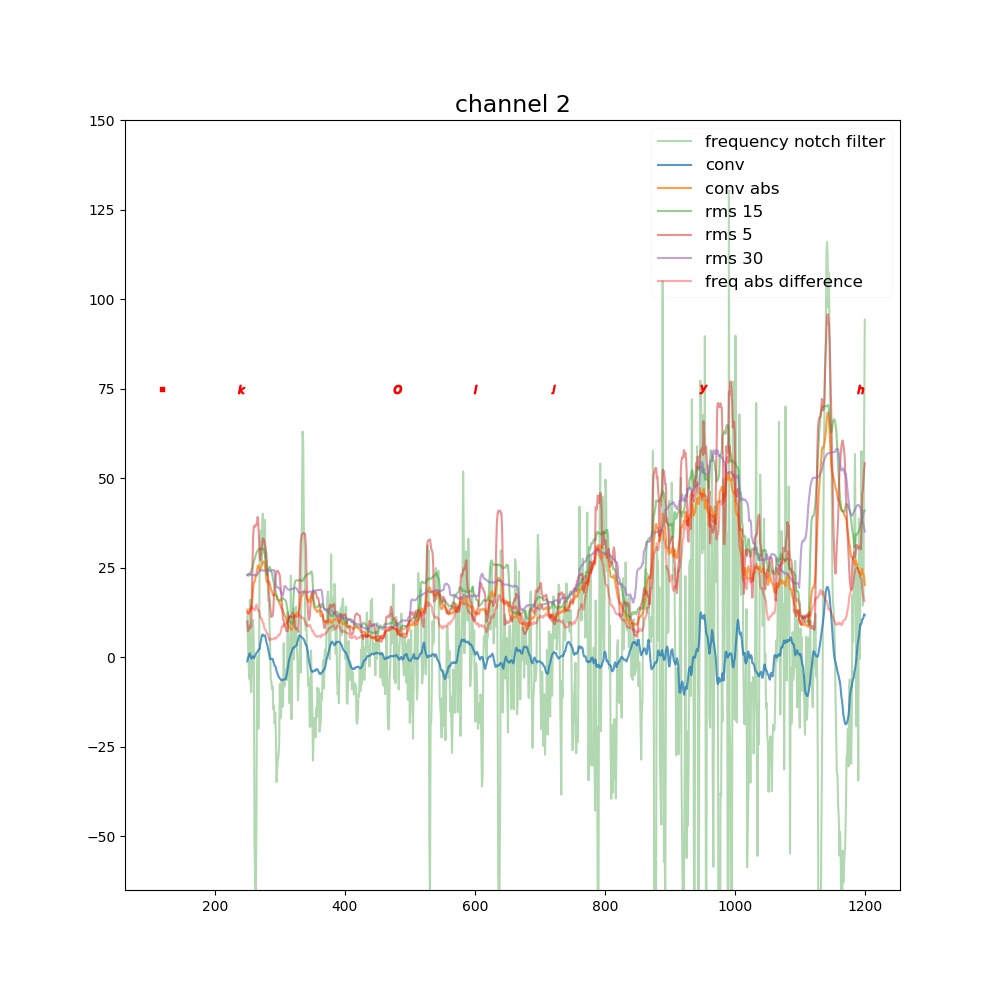 channel 2
150
125
100
75
50
25
0
−25
−50
frequency notch filter
conv
conv abs
rms 15
rms 5
rms 30
freq abs difference
. k O l J y h
200 400 600 800 1000 1200